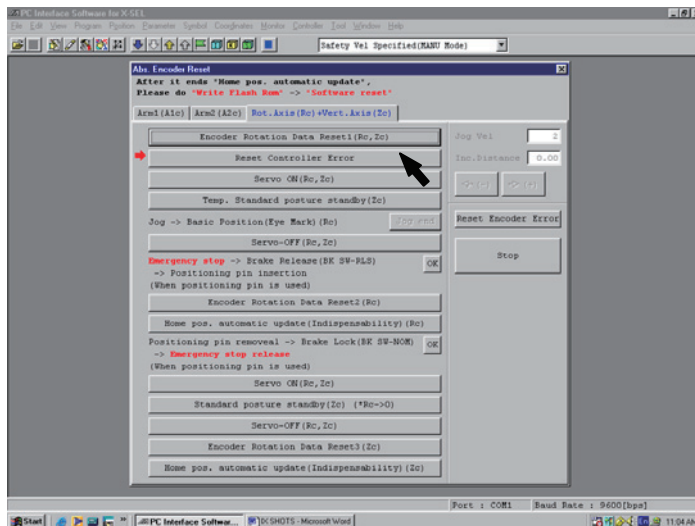 PC Interface Software for X-SEL
File Edit View Program Position Parameter Symbol Coordinates Monitor Controller Tool Window Help
Safety Vel Specified(MANU Mode)
Abs. Encoder Reset
After it ends "Home pos. automatic update",
Please do "Write Flash Rom" -> "Software reset"
Arm1(A1c) Arm2(A2c) Rot.Axis(Rc)+Vert.Axis(Zc)
Encoder Rotation Data Reset1(Rc,Zc)
Jog Vel 2
Reset Controller Error
Inc.Distance 0.00
Servo ON(Rc,Zc)
Temp. Standard posture standby(Zc)
Jog -> Basic Position(Eye Mark)(Rc) Jog end
Reset Encoder Error
Servo-OFF(Rc,Zc)
Stop
Emergency stop -> Brake Release(BK SW-RLS)
-> Positioning pin insertion
(When positioning pin is used)
OK
Encoder Rotation Data Reset2(Rc)
Home pos. automatic update(Indispensability)(Rc)
Positioning pin removeal -> Brake Lock(BK SW-NOM)
-> Emergency stop release
(When positioning pin is used)
OK
Servo ON(Rc,Zc)
Standard posture standby(Zc) (*Rc->0)
Servo-OFF(Rc,Zc)
Encoder Rotation Data Reset3(Zc)
Home pos. automatic update(Indispensability)(Zc)
Port : COM1 Baud Rate : 9600[bps]
Start PC Interface Softwar... IX SHOTS - Microsoft Word 11:04 AM